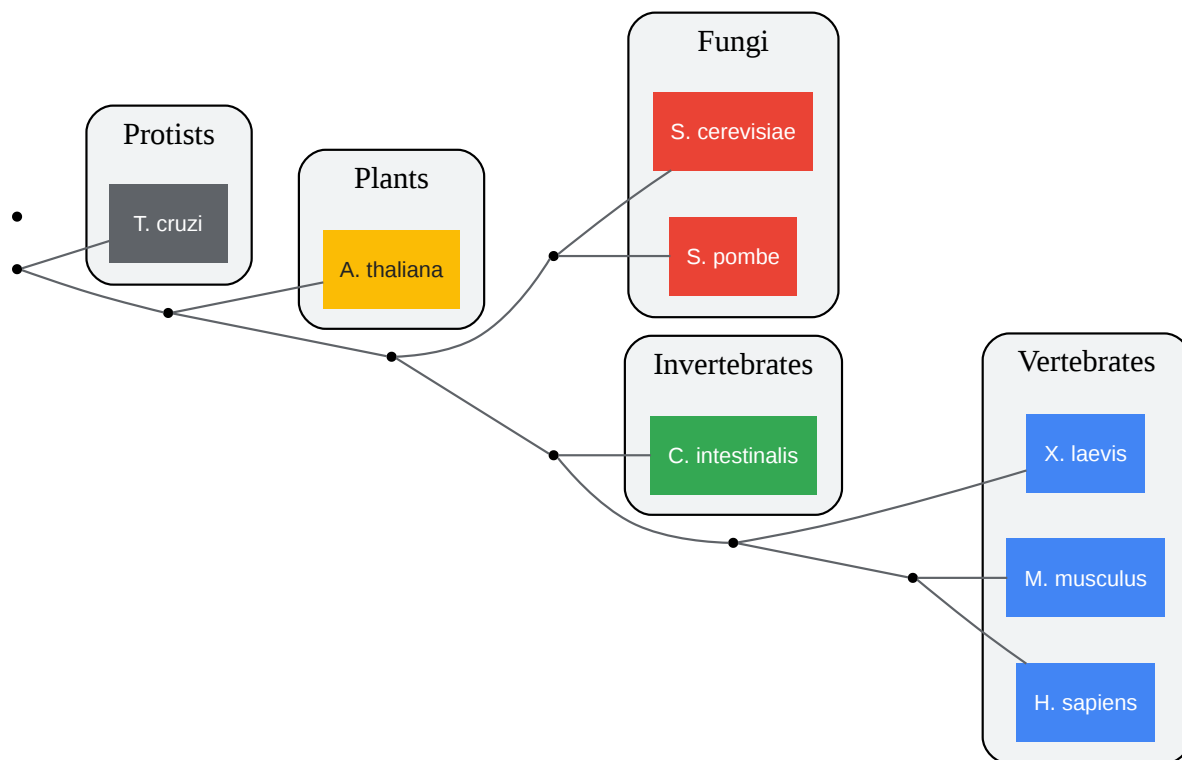 Protists
T. cruzi
Plants
A. thaliana
Fungi
S. cerevisiae
S. pombe
Invertebrates
C. intestinalis
Vertebrates
X. laevis
M. musculus
H. sapiens